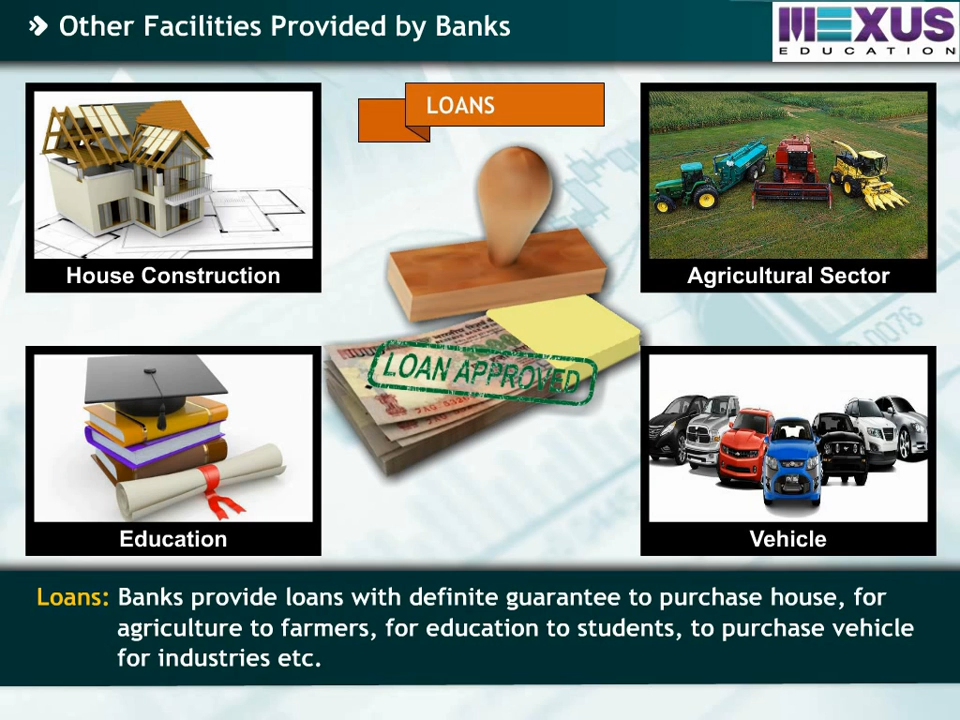 Other Facilities Provided by Banks
MEXUS
EDUCATION
LOANS
House Construction
Agricultural Sector
LOAN APPROVED
Education
Vehicle
Loans: Banks provide loans with definite guarantee to purchase house, for
agriculture to farmers, for education to students, to purchase vehicle
for industries etc.